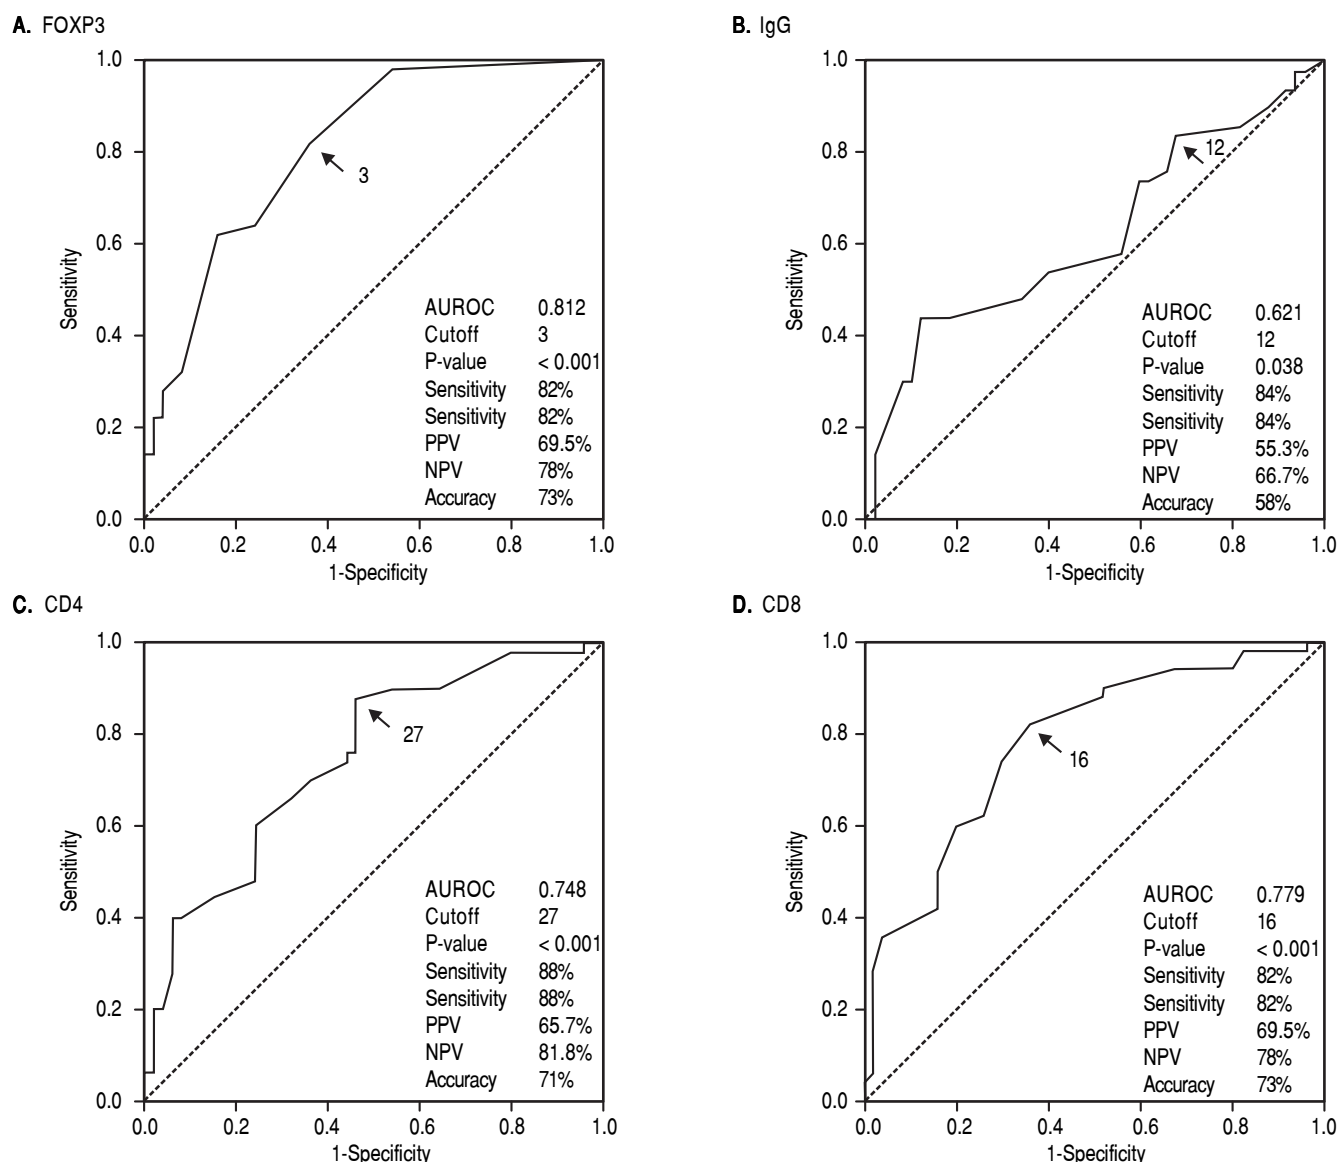 A. FOXP3
1.0
0.8
0.6
0.4
0.2
0.0
Sensitivity
3
AUROC 0.812
Cutoff 3
P-value < 0.001
Sensitivity 82%
Sensitivity 82%
PPV 69.5%
NPV 78%
Accuracy 73%
0.0 0.2 0.4 0.6 0.8 1.0
1-Specificity
B. IgG
1.0
0.8
0.6
0.4
0.2
0.0
Sensitivity
12
AUROC 0.621
Cutoff 12
P-value 0.038
Sensitivity 84%
Sensitivity 84%
PPV 55.3%
NPV 66.7%
Accuracy 58%
0.0 0.2 0.4 0.6 0.8 1.0
1-Specificity
C. CD4
1.0
0.8
0.6
0.4
0.2
0.0
Sensitivity
27
AUROC 0.748
Cutoff 27
P-value < 0.001
Sensitivity 88%
Sensitivity 88%
PPV 65.7%
NPV 81.8%
Accuracy 71%
0.0 0.2 0.4 0.6 0.8 1.0
1-Specificity
D. CD8
1.0
0.8
0.6
0.4
0.2
0.0
Sensitivity
16
AUROC 0.779
Cutoff 16
P-value < 0.001
Sensitivity 82%
Sensitivity 82%
PPV 69.5%
NPV 78%
Accuracy 73%
0.0 0.2 0.4 0.6 0.8 1.0
1-Specificity